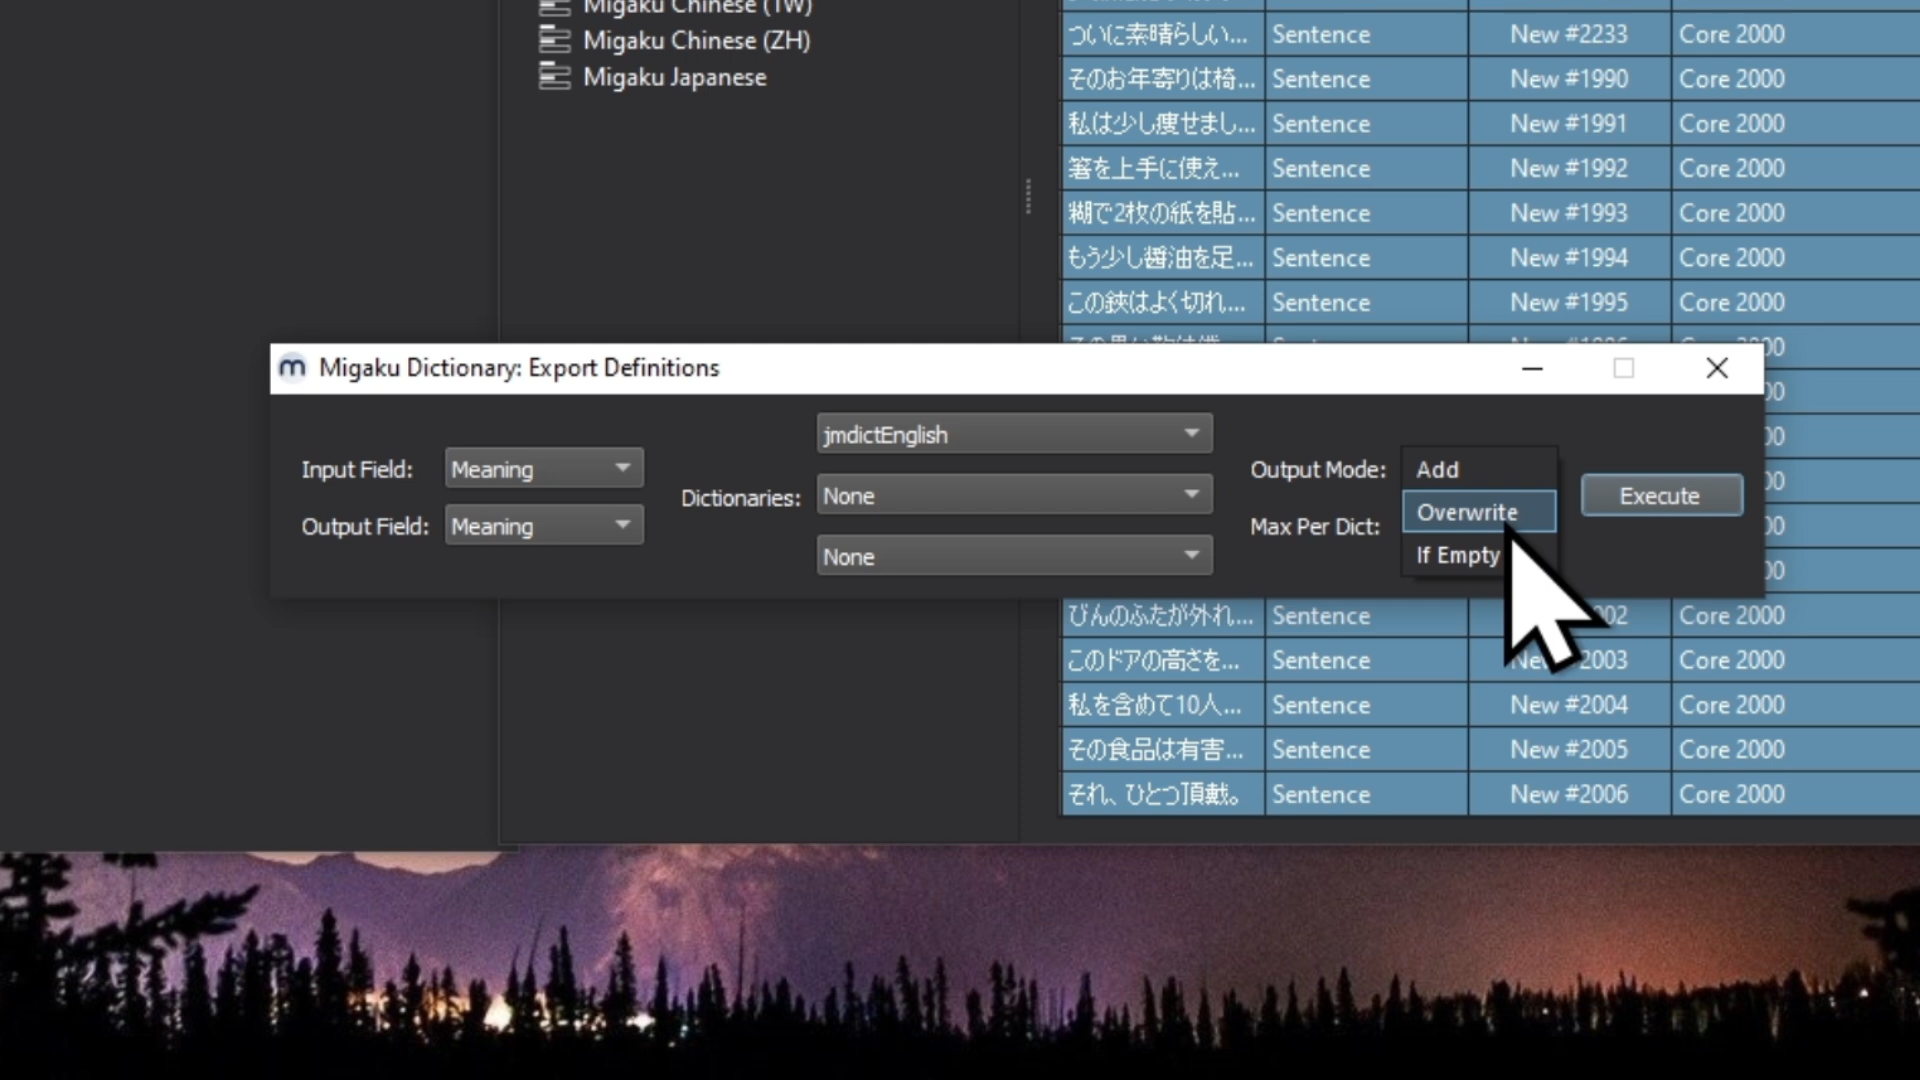 Migaku Chinese (TW)
Migaku Chinese (ZH)
Migaku Japanese
ついに素晴らしい... Sentence New #2233 Core 2000
そのお年寄りは椅... Sentence New #1990 Core 2000
私は少し痩せまし... Sentence New #1991 Core 2000
箸を上手に使え... Sentence New #1992 Core 2000
糊で2枚の紙を貼... Sentence New #1993 Core 2000
もう少し醤油を足... Sentence New #1994 Core 2000
この鋏はよく切れ... Sentence New #1995 Core 2000
m Migaku Dictionary: Export Definitions
Input Field: Meaning
Output Field: Meaning
Dictionaries:
jmdictEnglish
None
None
Output Mode:
Max Per Dict:
Add
Overwrite
If Empty
Execute
びんのふたが外れ... Sentence 02 Core 2000
このドアの高さを... Sentence New 2003 Core 2000
私を含めて10人... Sentence New #2004 Core 2000
その食品は有害... Sentence New #2005 Core 2000
それ、ひとつ頂戴。 Sentence New #2006 Core 2000